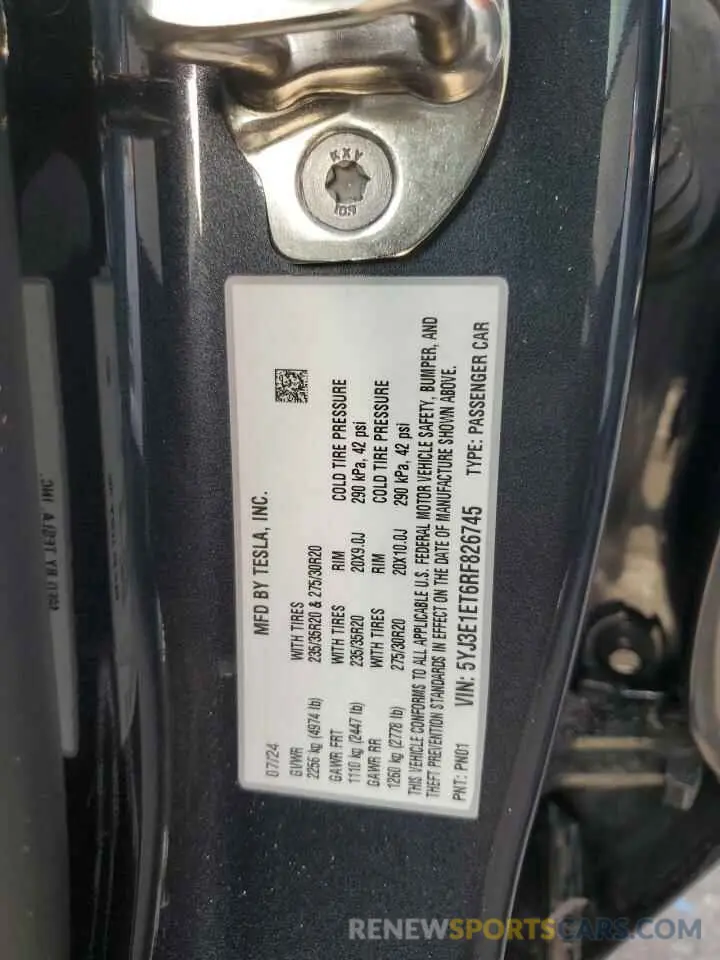 07/24 MFD BY TESLA, INC.
GVWR WITH TIRES
2256 kg (4974 lb) 235/35R20 & 275/30R20
GAWR FRT WITH TIRES RIM COLD TIRE PRESSURE
1110 kg (2447 lb) 235/35R20 20X9.0J 290 kPa, 42 psi
GAWR RR WITH TIRES RIM COLD TIRE PRESSURE
1260 kg (2778 lb) 275/30R20 20X10.0J 290 kPa, 42 psi
THIS VEHICLE CONFORMS TO ALL APPLICABLE U.S. FEDERAL MOTOR VEHICLE SAFETY, BUMPER, AND
THEFT PREVENTION STANDARDS IN EFFECT ON THE DATE OF MANUFACTURE SHOWN ABOVE.
PNT: PN01 VIN: 5YJ3E1ET6RF826745 TYPE: PASSENGER CAR
KXV
RENEWSPORTSCARS.COM